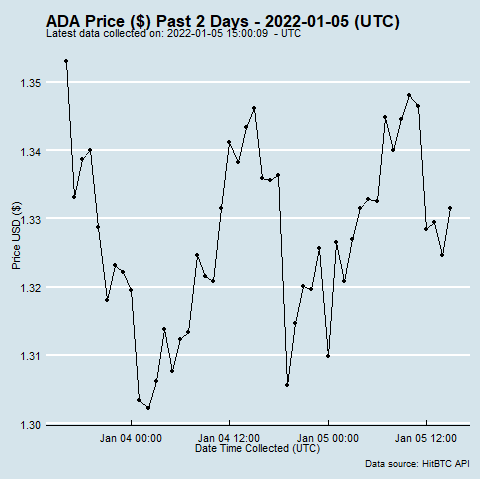 ADA Price ($) Past 2 Days - 2022-01-05 (UTC)
Latest data collected on: 2022-01-05 15:00:09  - UTC
1.35
1.34
1.33
1.32
1.31
1.30
Price USD ($)
Jan 04 00:00 Jan 04 12:00 Jan 05 00:00 Jan 05 12:00
Date Time Collected (UTC)
Data source: HitBTC API